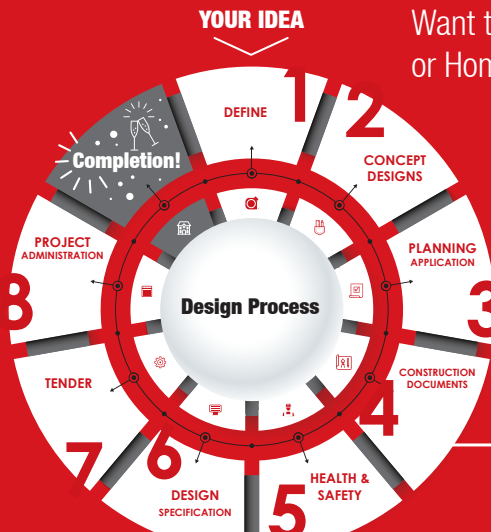 YOUR IDEA
Want t
or Hom
1
DEFINE
2
CONCEPT
DESIGNS
3
PLANNING
APPLICATION
4
CONSTRUCTION
DOCUMENTS
5
HEALTH &
SAFETY
6
DESIGN
SPECIFICATION
7
TENDER
8
PROJECT
ADMINISTRATION
Completion!
Design Process